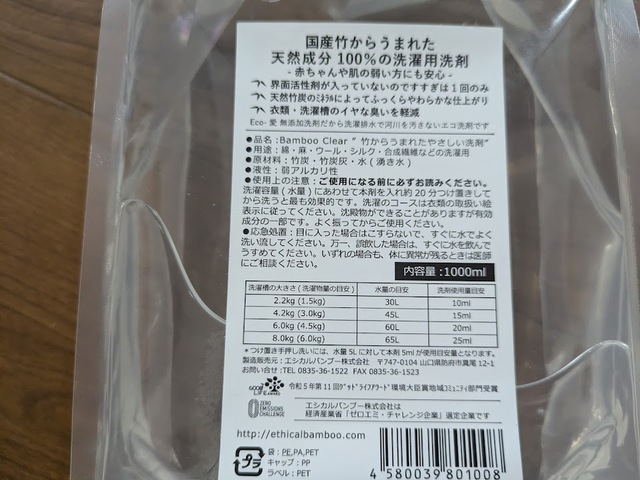 国産竹からうまれた
天然成分 100%の洗濯用洗剤
- 赤ちゃんや肌の弱い方にも安心 -
界面活性剤が入っていないのですすぎは1回のみ
天然竹炭のミネラルによってふっくらやわらかな仕上がり
衣類・洗濯槽のイヤな臭いを軽減
Eco- 愛 無添加洗剤だから洗濯排水で河川を汚さないエコ洗剤です
●品名:Bamboo Clear " 竹からうまれたやさしい洗剤"
●用途:綿・麻・ウール・シルク・合成繊維などの洗濯用
●原材料:竹炭・竹炭灰・水 (湧き水)
●液性:弱アルカリ性
●使用上の注意:ご使用になる前に必ずお読みください。
洗濯容量 (水量) にあわせて本剤を入れ約 20 分つけ置きして
から洗うと最も効果的です。洗濯のコースは衣類の取扱い絵
表示に従ってください。沈殿物ができることがありますが有効
成分の一部です。よく振ってからご使用ください。
●応急処置:目に入った場合はこすらないで、すぐに水でよく
洗い流してください。万一、誤飲した場合は、すぐに水を飲んで
うすめてください。いずれの場合も、体に異常が残るときは医師
にご相談ください。
内容量:1000ml
洗濯槽の大きさ (洗濯物量の目安) 水量の目安 洗剤使用量目安
2.2kg (1.5kg) 30L 10ml
4.2kg (3.0kg) 45L 15ml
6.0kg (4.5kg) 60L 20ml
8.0kg (6.0kg) 65L 25ml
* つけ置き手押し洗いには、水量 5L に対して本剤 5ml が使用目安量となります。
製造販売元:エシカルバンブー株式会社 〒747-0104 山口県防府市真尾 12-1
お問い合せ :TEL 0835-36-1522 FAX 0835-36-1523
GOOD LIFE AWARD
令和5年第11回グッドライフアワード環境大臣賞地域コミュニティ部門受賞
ZERO EMISSIONS CHALLENGE
エシカルバンブー株式会社は
経済産業省「ゼロエミ・チャレンジ企業」選定企業です
http://ethicalbamboo.com
プラ
袋:PE,PA,PET
キャップ:PP
ラベル:PET
4 580039 801008